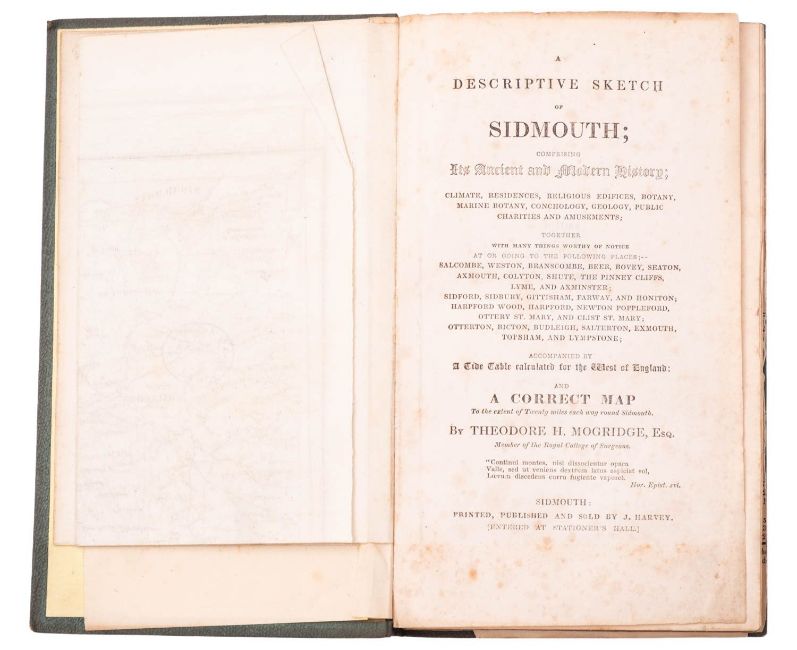 A
DESCRIPTIVE SKETCH
OF
SIDMOUTH;
COMPRISING
Its Ancient and Modern History;
CLIMATE, RESIDENCES, RELIGIOUS EDIFICES, BOTANY,
MARINE BOTANY, CONCHOLOGY, GEOLOGY, PUBLIC
CHARITIES AND AMUSEMENTS;
TOGETHER
WITH MANY THINGS WORTHY OF NOTICE
AT OR GOING TO THE FOLLOWING PLACES;--
SALCOMBE, WESTON, BRANSCOMBE, BEER, BOVEY, SEATON,
AXMOUTH, COLYTON, SHUTE, THE PINNEY CLIFFS,
LYME, AND AXMINSTER;
SIDFORD, SIDBURY, GITTISHAM, FARWAY, AND HONITON;
HARPFORD WOOD, HARPFORD, NEWTON POPPLEFORD,
OTTERY ST. MARY, AND CLIST ST. MARY;
OTTERTON, BICTON, BUDLEIGH, SALTERTON, EXMOUTH,
TOPSHAM, AND LYMPSTONE;
ACCOMPANIED BY
A Tide Table calculated for the West of England;
AND
A CORRECT MAP
To the extent of Twenty miles each way round Sidmouth.
BY THEODORE H. MOGRIDGE, ESQ.
Member of the Royal College of Surgeons.
"Continui montes, nisi dissocientur opaca
Valle, sed ut veniens dextrum latus aspiciat sol,
Lævum discedens curru fugiente vaporet.
Hor. Epist. xvi.
SIDMOUTH:
PRINTED, PUBLISHED AND SOLD BY J. HARVEY.
[ENTERED AT STATIONER'S HALL.]